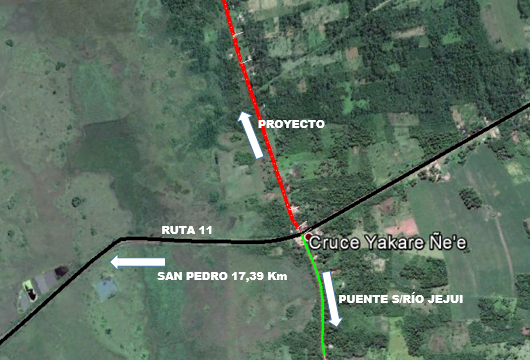 PROYECTO
RUTA 11
Cruce Yakare Ñe'e
SAN PEDRO 17,39 Km
PUENTE S/RÍO JEJUI